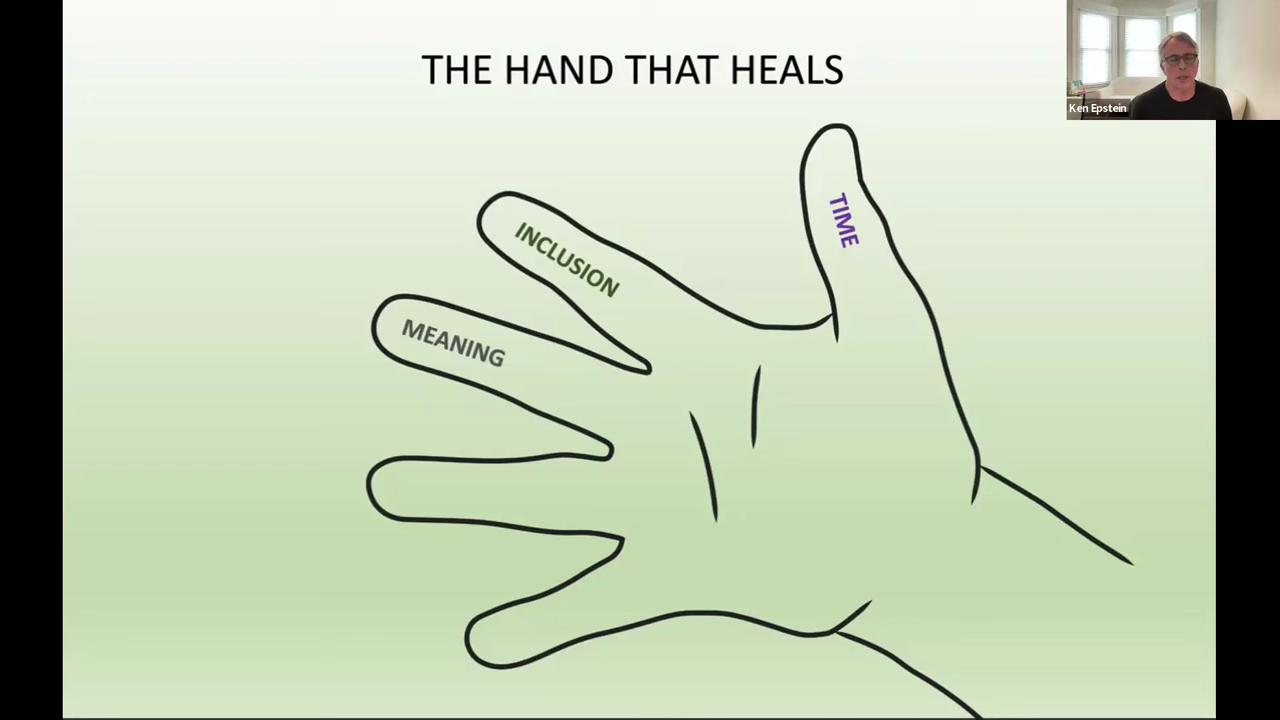 THE HAND THAT HEALS
Ken Epstein
TIME
INCLUSION
MEANING